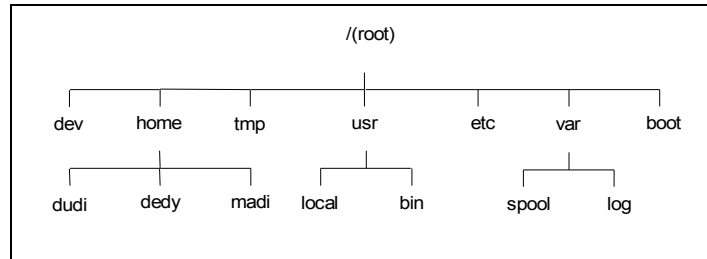 /(root)
dev home tmp usr etc var boot
dudi dedy madi local bin spool log